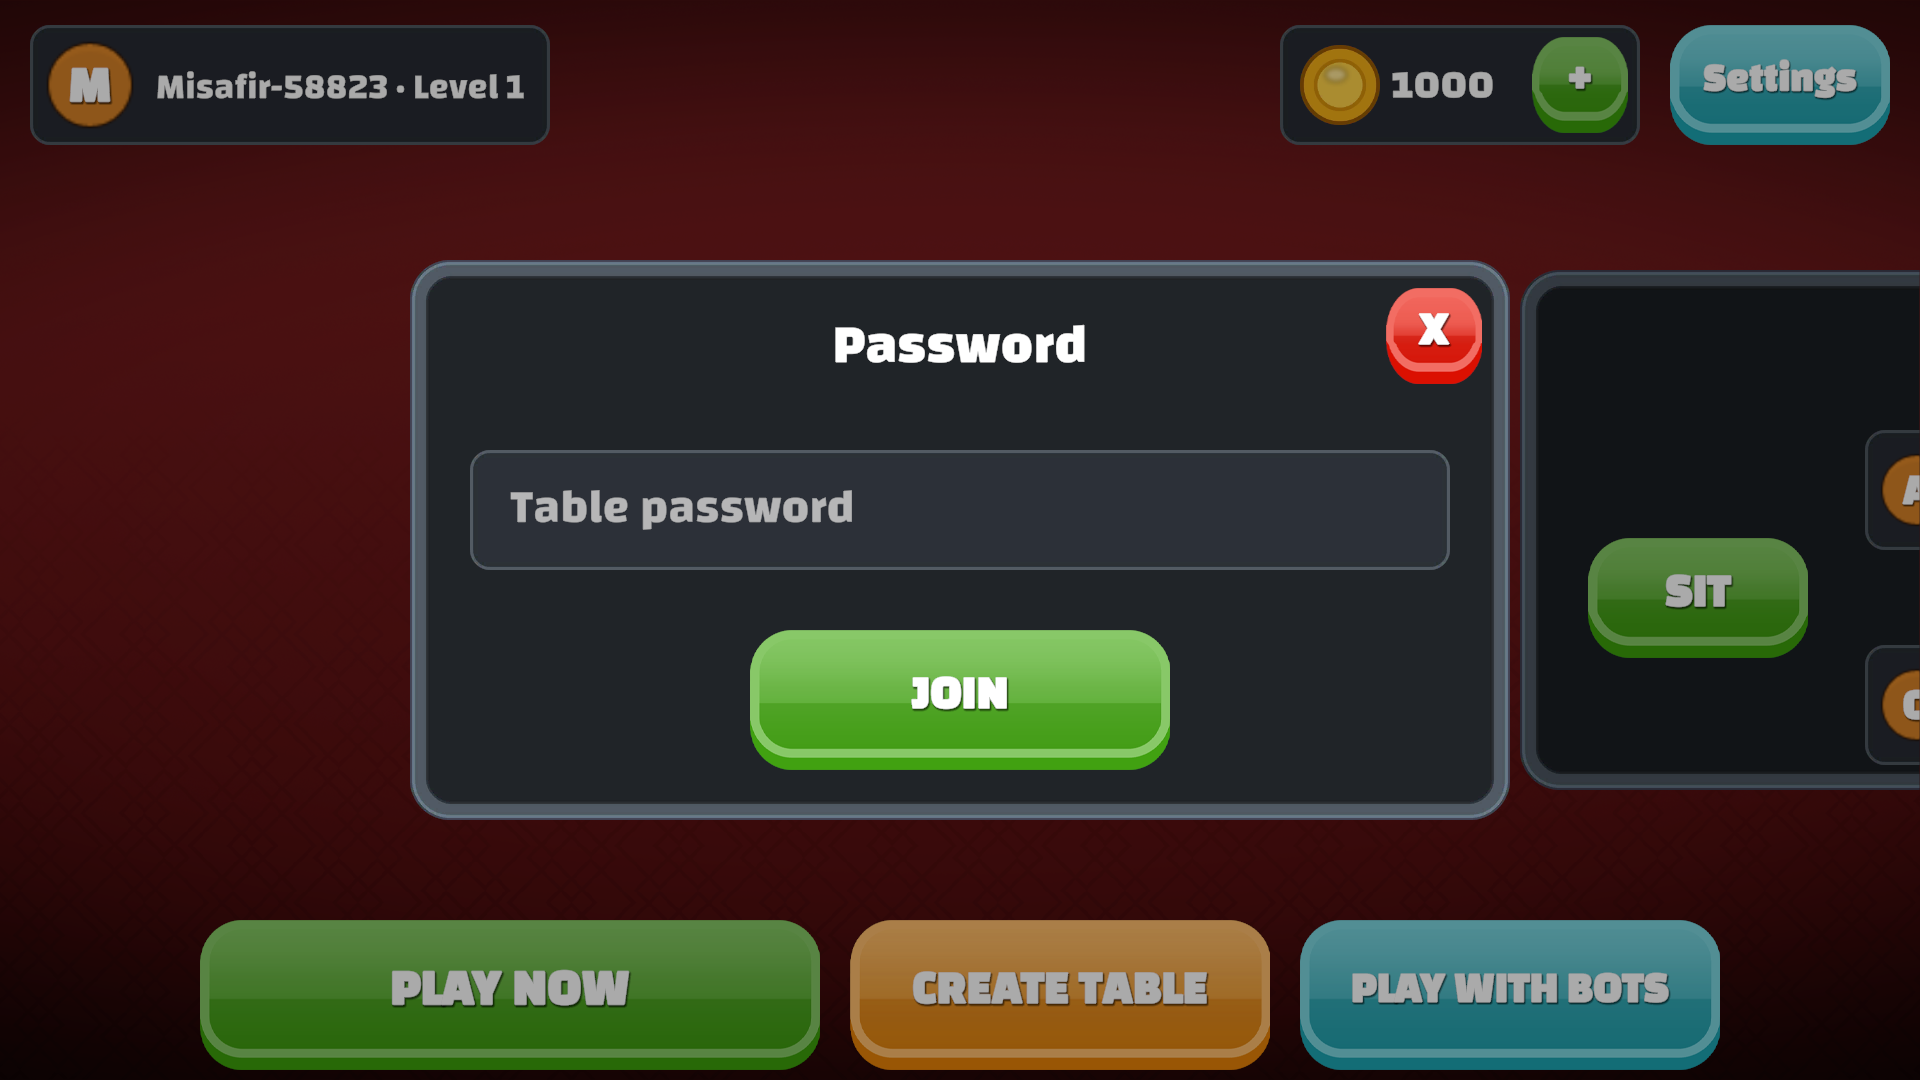 M
Misafir-58823 • Level 1
1000
+
Settings
Password
X
Table password
JOIN
A
SIT
C
PLAY NOW
CREATE TABLE
PLAY WITH BOTS